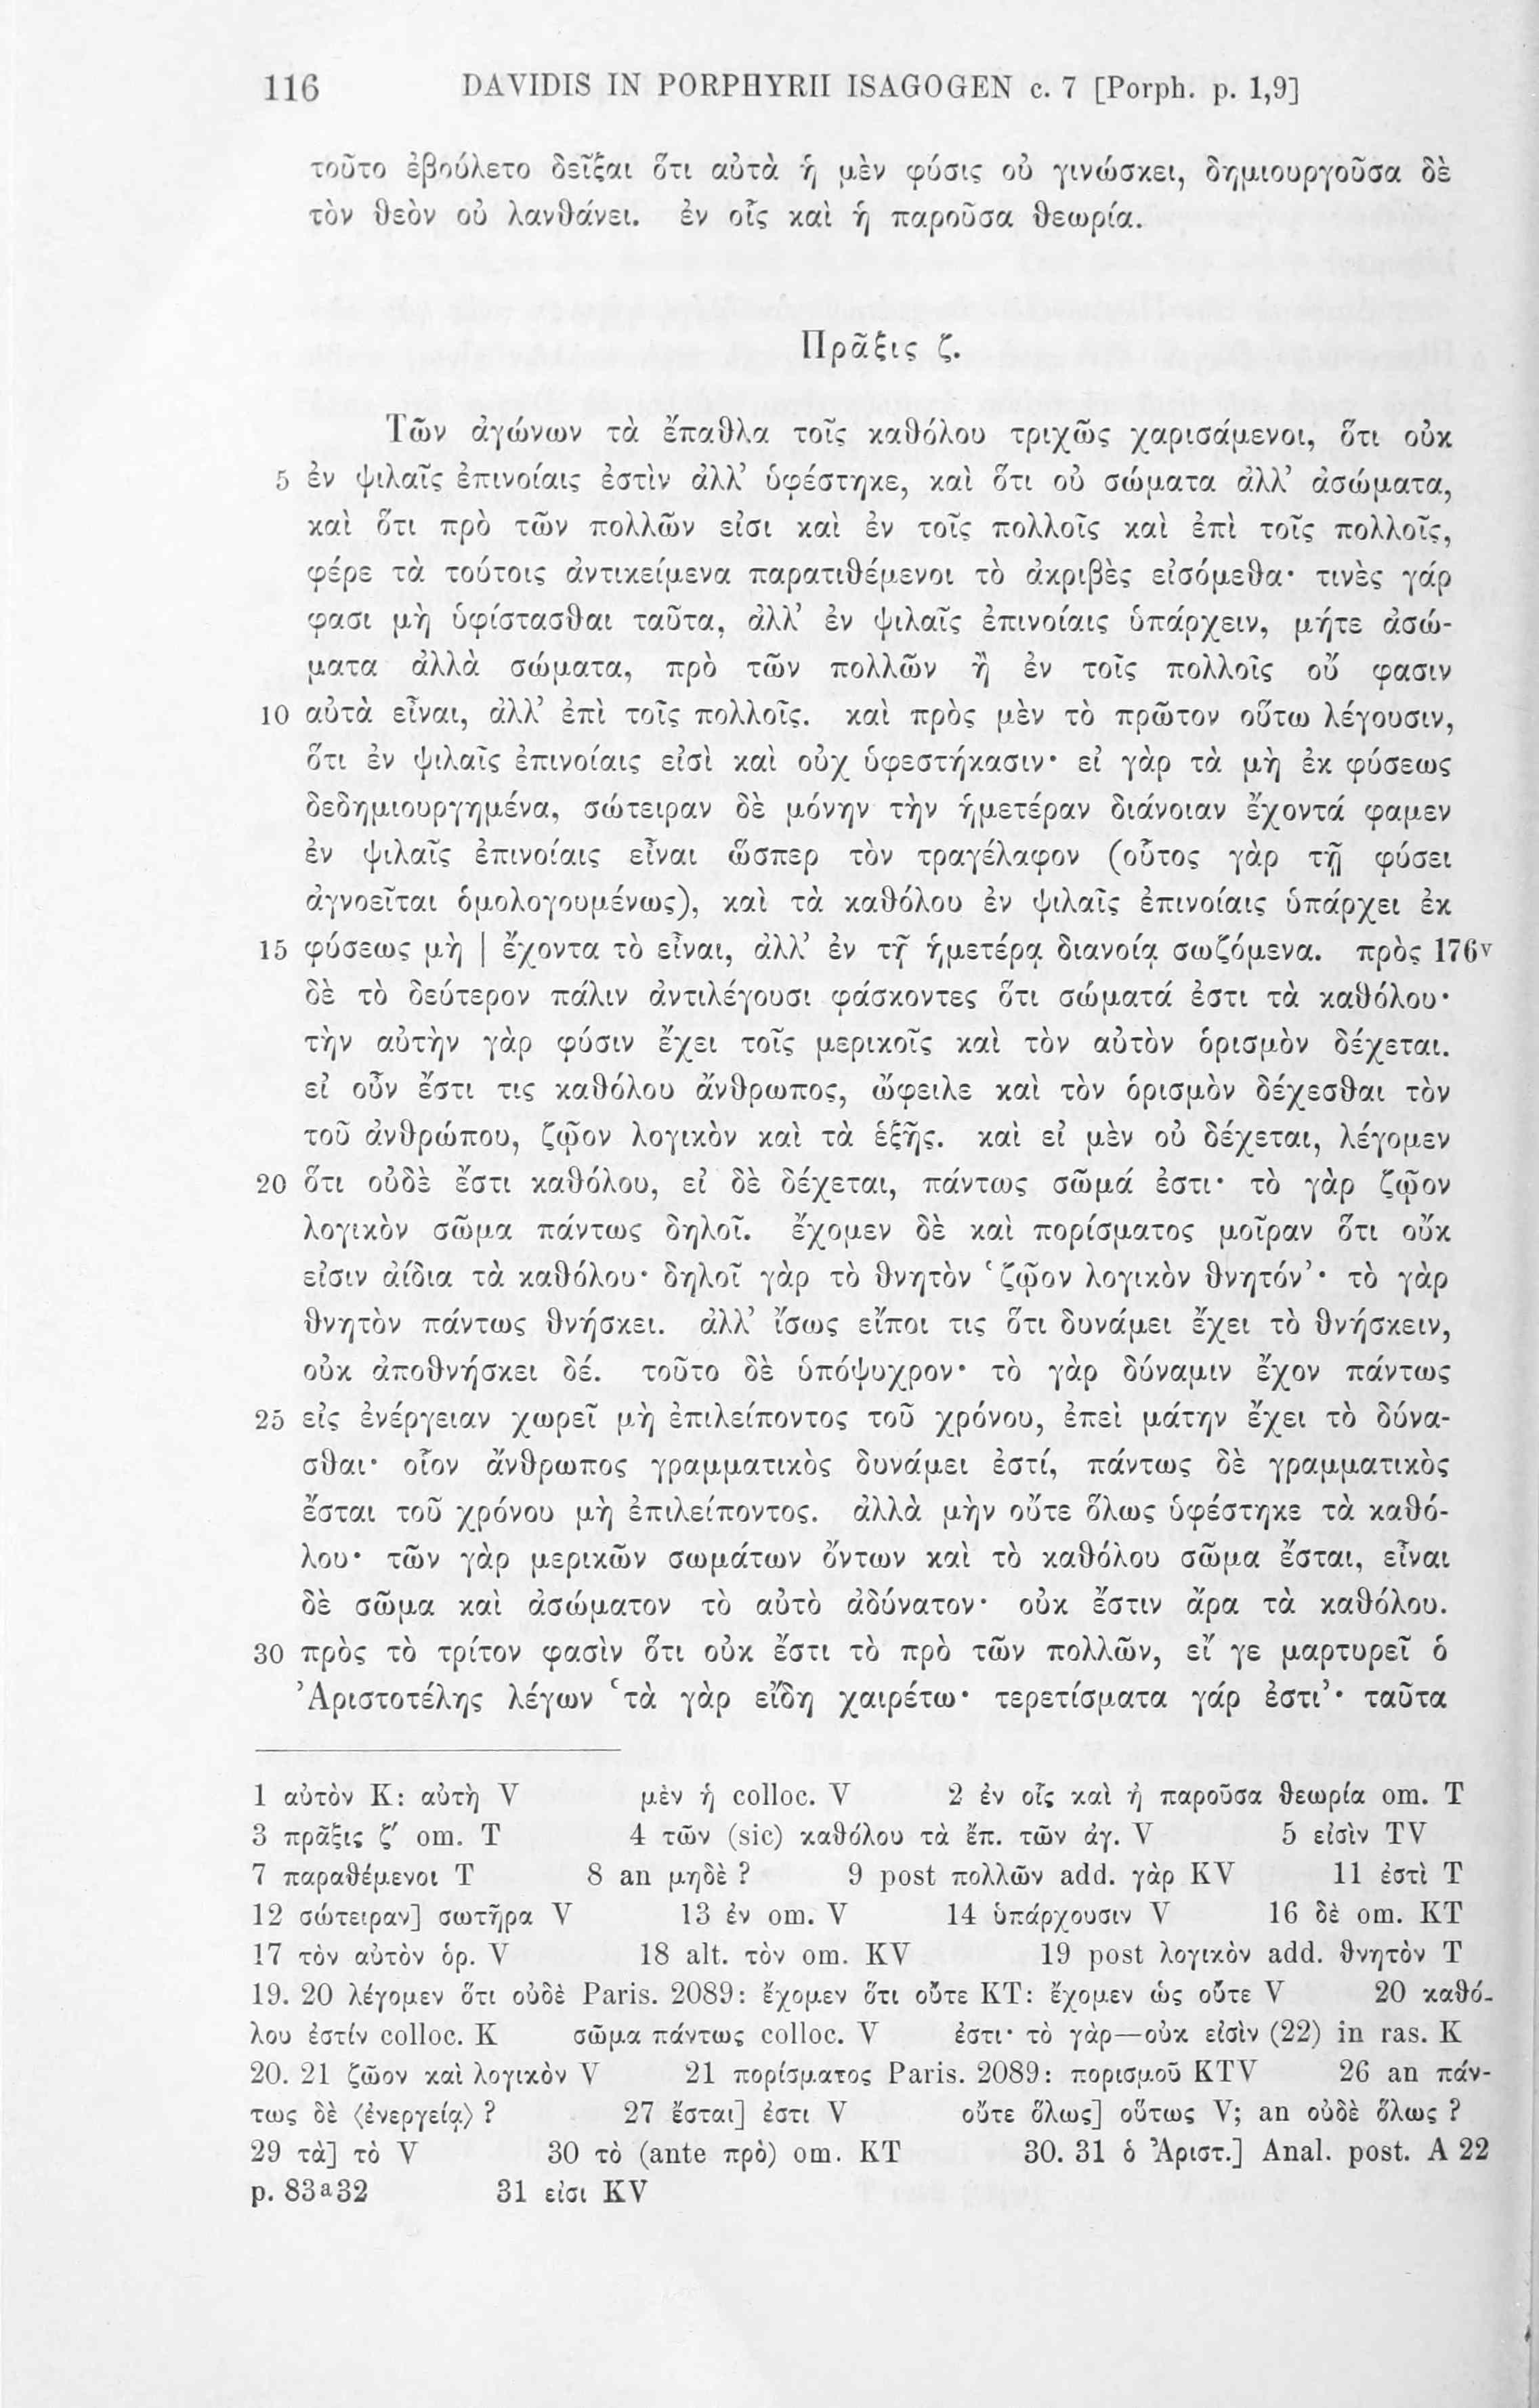 116 DAVIDIS IN PORPHYRII ISAGOGEN c. 7 [Porph. p. 1,9]
τοῦτο ἐβούλετο δεῖξαι ὅτι αὐτὰ ἡ μὲν φύσις οὐ γινώσκει, δημιουργοῦσα δὲ
τὸν θεὸν οὐ λανθάνει. ἐν οἷς καὶ ἡ παροῦσα θεωρία.
Πρᾶξις ζ.
Τῶν ἀγώνων τὰ ἔπαθλα τοῖς καθόλου τριχῶς χαρισάμενοι, ὅτι οὐκ
5 ἐν ψιλαῖς ἐπινοίαις ἐστὶν ἀλλ’ ὑφέστηκε, καὶ ὅτι οὐ σώματα ἀλλ’ ἀσώματα,
καὶ ὅτι πρὸ τῶν πολλῶν εἰσι καὶ ἐν τοῖς πολλοῖς καὶ ἐπὶ τοῖς πολλοῖς,
φέρε τὰ τούτοις ἀντικείμενα παρατιθέμενοι τὸ ἀκριβὲς εἰσόμεθα· τινὲς γάρ
φασι μὴ ὑφίστασθαι ταῦτα, ἀλλ’ ἐν ψιλαῖς ἐπινοίαις ὑπάρχειν, μήτε ἀσώ-
ματα ἀλλὰ σώματα, πρὸ τῶν πολλῶν ἢ ἐν τοῖς πολλοῖς οὔ φασιν
10 αὐτὰ εἶναι, ἀλλ’ ἐπὶ τοῖς πολλοῖς. καὶ πρὸς μὲν τὸ πρῶτον οὕτω λέγουσιν,
ὅτι ἐν ψιλαῖς ἐπινοίαις εἰσὶ καὶ οὐχ ὑφεστήκασιν· εἰ γὰρ τὰ μὴ ἐκ φύσεως
δεδημιουργημένα, σώτειραν δὲ μόνην τὴν ἡμετέραν διάνοιαν ἔχοντά φαμεν
ἐν ψιλαῖς ἐπινοίαις εἶναι ὥσπερ τὸν τραγέλαφον (οὗτος γὰρ τῇ φύσει
ἀγνοεῖται ὁμολογουμένως), καὶ τὰ καθόλου ἐν ψιλαῖς ἐπινοίαις ὑπάρχει ἐκ
15 φύσεως μὴ | ἔχοντα τὸ εἶναι, ἀλλ’ ἐν τῇ ἡμετέρᾳ διανοίᾳ σωζόμενα. πρὸς 176v
δὲ τὸ δεύτερον πάλιν ἀντιλέγουσι φάσκοντες ὅτι σώματά ἐστι τὰ καθόλου·
τὴν αὐτὴν γὰρ φύσιν ἔχει τοῖς μερικοῖς καὶ τὸν αὐτὸν ὁρισμὸν δέχεται.
εἰ οὖν ἔστι τις καθόλου ἄνθρωπος, ὤφειλε καὶ τὸν ὁρισμὸν δέχεσθαι τὸν
τοῦ ἀνθρώπου, ζῷον λογικὸν καὶ τὰ ἑξῆς. καὶ εἰ μὲν οὐ δέχεται, λέγομεν
20 ὅτι οὐδὲ ἔστι καθόλου, εἰ δὲ δέχεται, πάντως σῶμά ἐστι· τὸ γὰρ ζῷον
λογικὸν σῶμα πάντως δηλοῖ. ἔχομεν δὲ καὶ πορίσματος μοῖραν ὅτι οὔκ
εἰσιν ἀίδια τὰ καθόλου· δηλοῖ γὰρ τὸ θνητὸν ‘ζῷον λογικὸν θνητόν’· τὸ γὰρ
θνητὸν πάντως θνήσκει. ἀλλ’ ἴσως εἴποι τις ὅτι δυνάμει ἔχει τὸ θνήσκειν,
οὐκ ἀποθνήσκει δέ. τοῦτο δὲ ὑπόψυχρον· τὸ γὰρ δύναμιν ἔχον πάντως
25 εἰς ἐνέργειαν χωρεῖ μὴ ἐπιλείποντος τοῦ χρόνου, ἐπεὶ μάτην ἔχει τὸ δύνα-
σθαι· οἷον ἄνθρωπος γραμματικὸς δυνάμει ἐστί, πάντως δὲ γραμματικὸς
ἔσται τοῦ χρόνου μὴ ἐπιλείποντος. ἀλλὰ μὴν οὔτε ὅλως ὑφέστηκε τὰ καθό-
λου· τῶν γὰρ μερικῶν σωμάτων ὄντων καὶ τὸ καθόλου σῶμα ἔσται, εἶναι
δὲ σῶμα καὶ ἀσώματον τὸ αὐτὸ ἀδύνατον· οὐκ ἔστιν ἄρα τὰ καθόλου.
30 πρὸς τὸ τρίτον φασὶν ὅτι οὐκ ἔστι τὸ πρὸ τῶν πολλῶν, εἴ γε μαρτυρεῖ ὁ
Ἀριστοτέλης λέγων ‘τὰ γὰρ εἴδη χαιρέτω· τερετίσματα γάρ ἐστι’· ταῦτα
1 αὐτὸν K: αὐτὴ V μὲν ἡ colloc. V 2 ἐν οἷς καὶ ἡ παροῦσα θεωρία om. T
3 πρᾶξις ζ′ om. T 4 τῶν (sic) καθόλου τὰ ἔπ. τῶν ἀγ. V 5 εἰσὶν TV
7 παραθέμενοι T 8 an μηδὲ ? 9 post πολλῶν add. γὰρ KV 11 ἐστὶ T
12 σώτειραν] σωτῆρα V 13 ἐν om. V 14 ὑπάρχουσιν V 16 δὲ om. KT
17 τὸν αὐτὸν ὁρ. V 18 alt. τὸν om. KV 19 post λογικὸν add. θνητὸν T
19. 20 λέγομεν ὅτι οὐδὲ Paris. 2089: ἔχομεν ὅτι οὔτε KT: ἔχομεν ὡς οὔτε V 20 καθό-
λου ἐστίν colloc. K σῶμα πάντως colloc. V ἐστι· τὸ γὰρ—οὐκ εἰσὶν (22) in ras. K
20. 21 ζῶον καὶ λογικὸν V 21 πορίσματος Paris. 2089: πορισμοῦ KTV 26 an πάν-
τως δὲ ⟨ἐνεργείᾳ⟩ ? 27 ἔσται] ἐστι V οὔτε ὅλως] οὕτως V; an οὐδὲ ὅλως ?
29 τὰ] τὸ V 30 τὸ (ante πρὸ) om. KT 30. 31 ὁ Ἀριστ.] Anal. post. A 22
p. 83a32 31 εἰσι KV